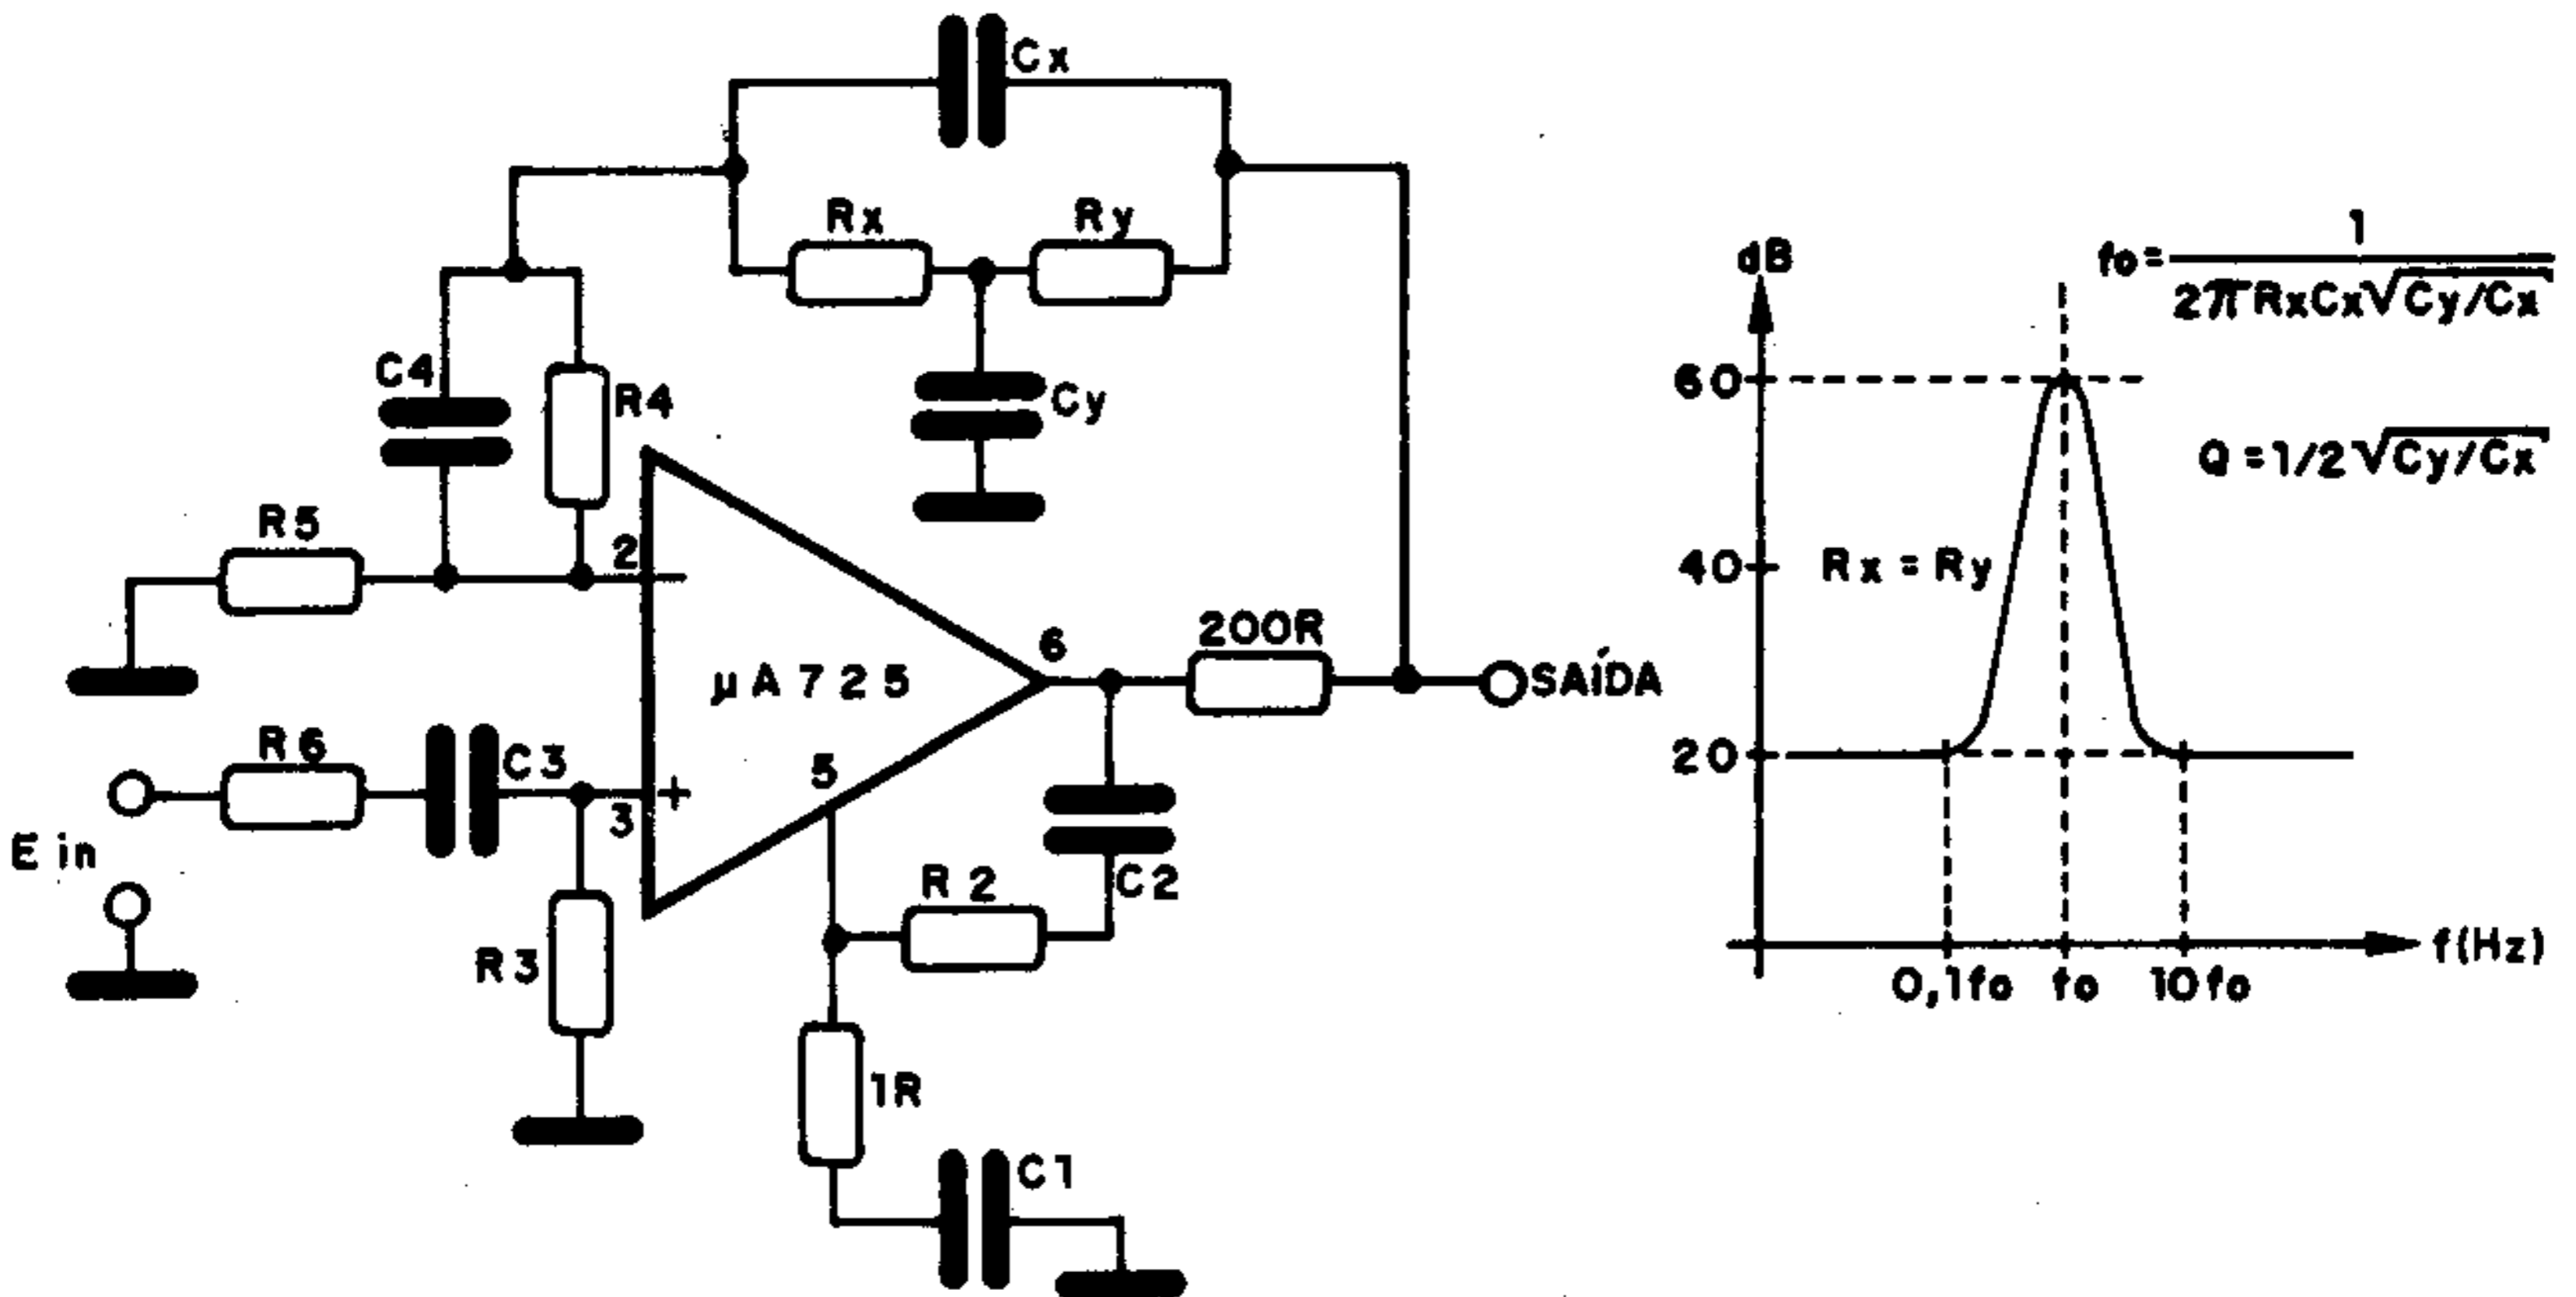 Cx
Rx
Ry
Cy
C4
R4
R5
2
−
μA725
6
200R
SAÍDA
R6
C3
3
+
5
E in
R3
R2
C2
1R
C1
dB
fo = 1 / 2πRxCx√Cy/Cx
60
Q = 1/2√Cy/Cx
40
Rx = Ry
20
0,1fo fo 10fo
f(Hz)